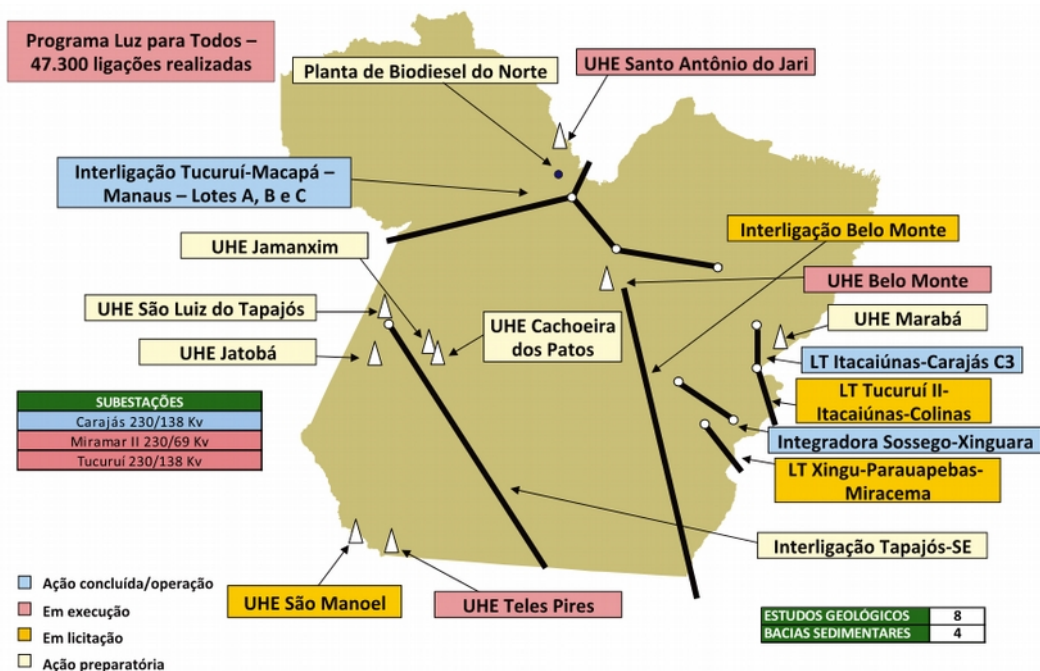 Programa Luz para Todos –
47.300 ligações realizadas
Planta de Biodiesel do Norte
UHE Santo Antônio do Jari
Interligação Tucuruí-Macapá –
Manaus – Lotes A, B e C
Interligação Belo Monte
UHE Jamanxim
UHE Belo Monte
UHE São Luiz do Tapajós
UHE Cachoeira
dos Patos
UHE Marabá
UHE Jatobá
LT Itacaiúnas-Carajás C3
LT Tucuruí II-
Itacaiúnas-Colinas
SUBESTAÇÕES
Carajás 230/138 Kv
Miramar II 230/69 Kv
Tucuruí 230/138 Kv
Integradora Sossego-Xinguara
LT Xingu-Parauapebas-
Miracema
Interligação Tapajós-SE
UHE São Manoel
UHE Teles Pires
Ação concluída/operação
Em execução
Em licitação
Ação preparatória
ESTUDOS GEOLÓGICOS 8
BACIAS SEDIMENTARES 4